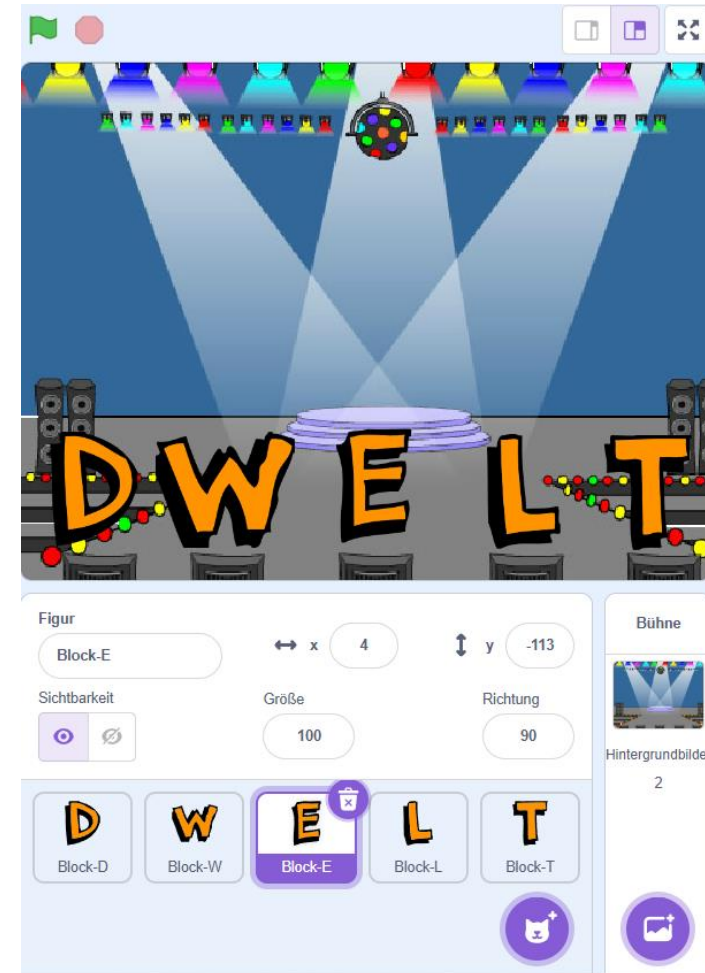 DWELT
Figur
Block-E
x 4
y -113
Bühne
Sichtbarkeit
Größe
Richtung
100
90
Hintergrundbilde
2
D W E L T
Block-D Block-W Block-E Block-L Block-T